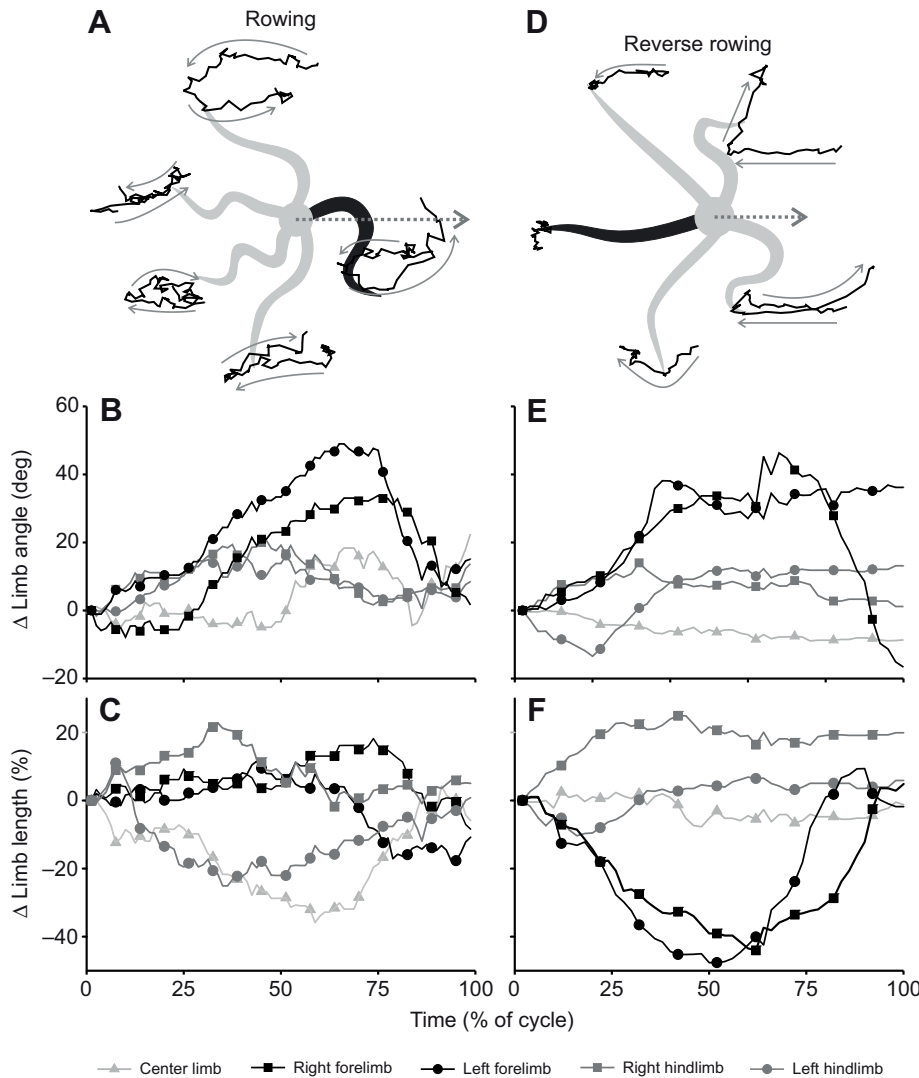 A
Rowing
D
Reverse rowing
B
60
40
20
0
–20
Δ Limb angle (deg)
E
C
20
0
–20
–40
Δ Limb length (%)
F
0 25 50 75 100
0 25 50 75 100
Time (% of cycle)
Center limb Right forelimb Left forelimb Right hindlimb Left hindlimb